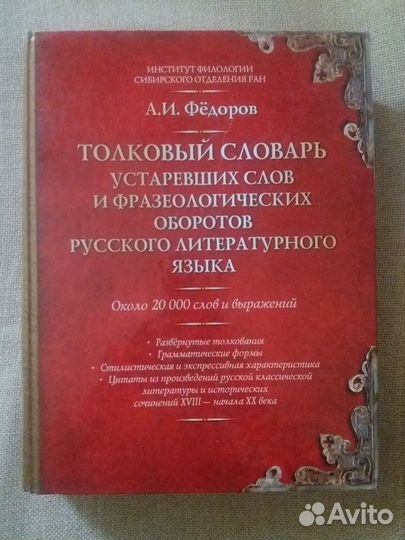 ИНСТИТУТ ФИЛОЛОГИИ
СИБИРСКОГО ОТДЕЛЕНИЯ РАН
А.И. Фёдоров
ТОЛКОВЫЙ СЛОВАРЬ
УСТАРЕВШИХ СЛОВ
И ФРАЗЕОЛОГИЧЕСКИХ
ОБОРОТОВ
РУССКОГО ЛИТЕРАТУРНОГО
ЯЗЫКА
Около 20 000 слов и выражений
• Развёрнутые толкования
• Грамматические формы
• Стилистическая и экспрессивная характеристика
• Цитаты из произведений русской классической
литературы и исторических
сочинений XVIII — начала XX века
Avito